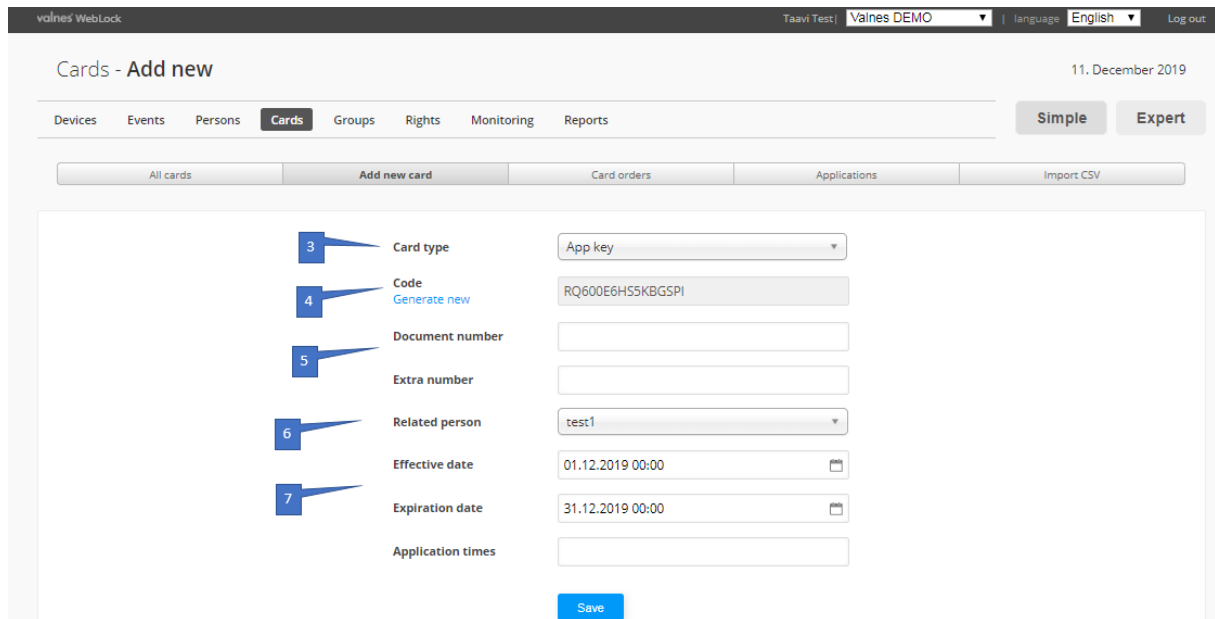 valnes WebLock Taavi Test| Valnes DEMO | language English Log out
Cards - Add new 11. December 2019
Devices Events Persons Cards Groups Rights Monitoring Reports Simple Expert
All cards Add new card Card orders Applications Import CSV
3 Card type App key
Code
4 Generate new RQ600E6HS5KBGSPI
Document number
5
Extra number
6 Related person test1
Effective date 01.12.2019 00:00
7
Expiration date 31.12.2019 00:00
Application times
Save